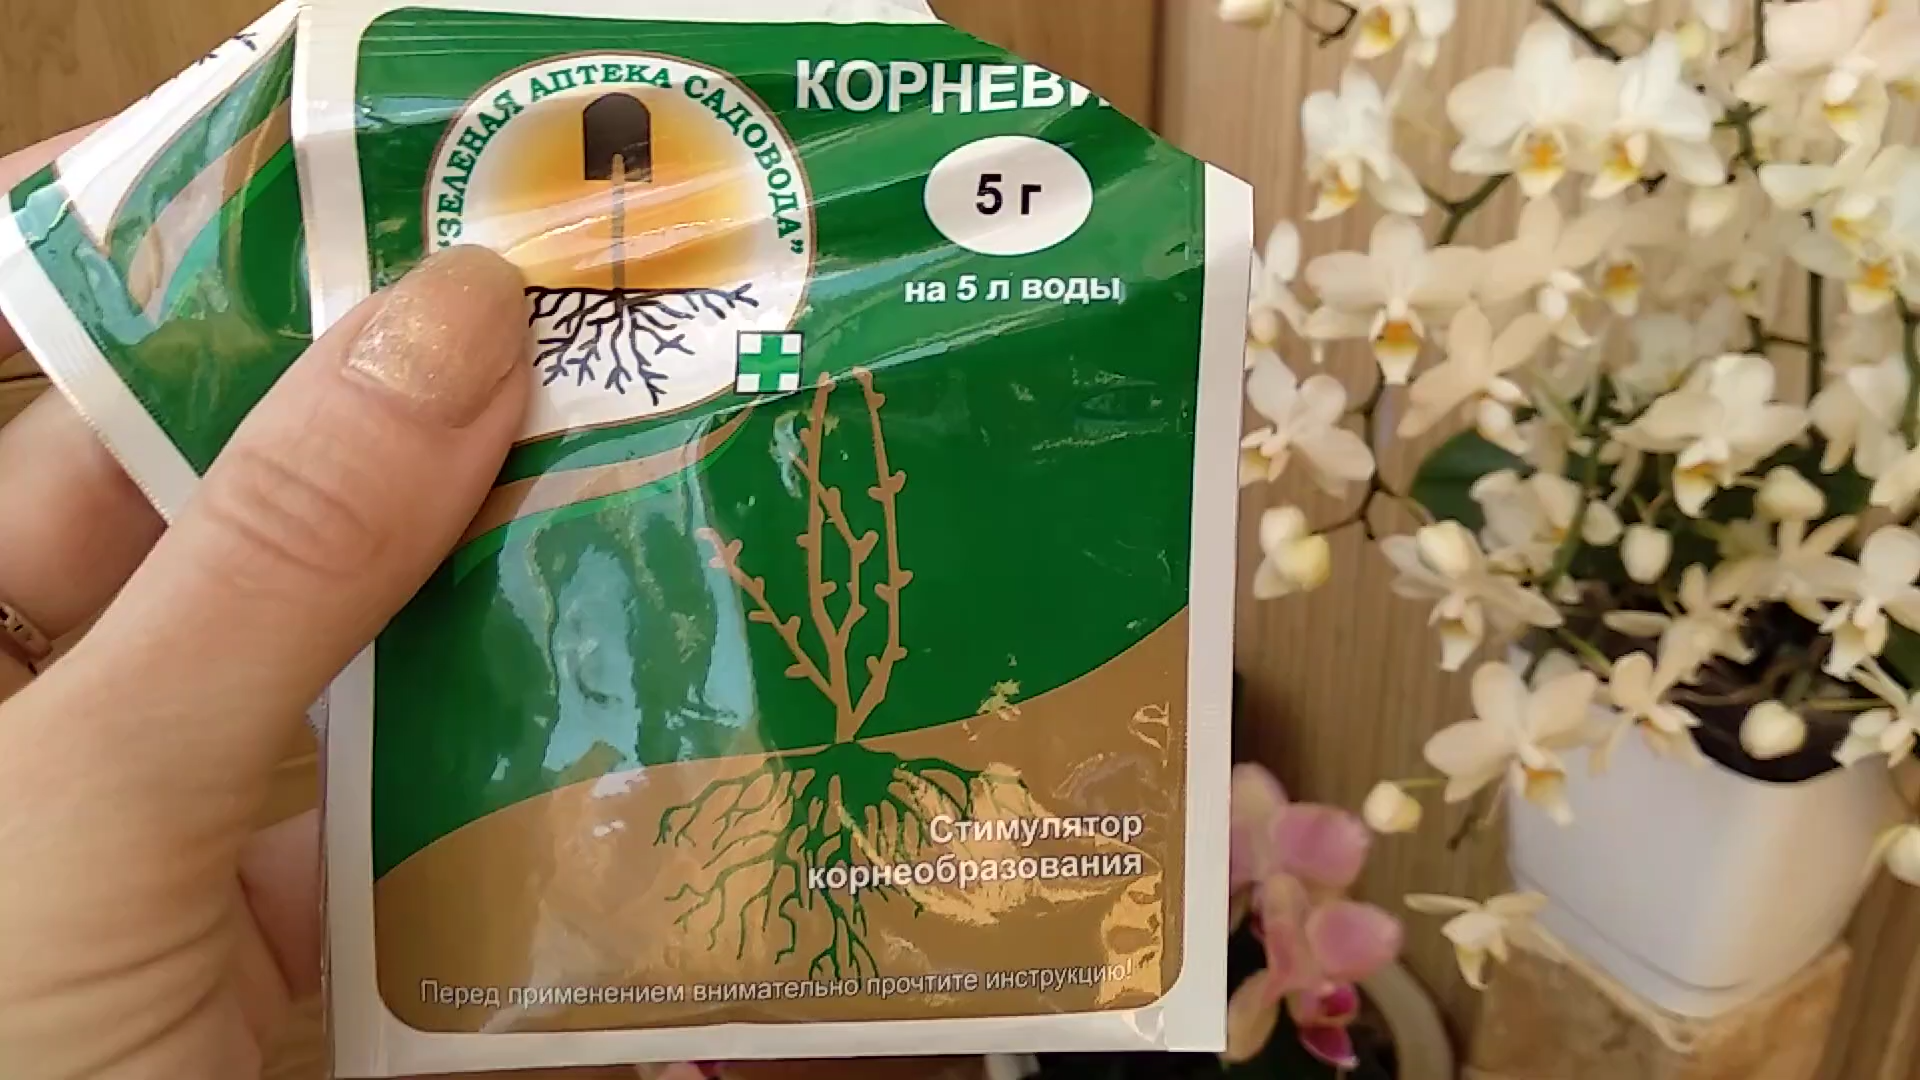 "ЗЕЛЕНАЯ АПТЕКА САДОВОДА"
КОРНЕВИ
5 г
на 5 л воды
Стимулятор
корнеобразования
Перед применением внимательно прочтите инструкцию!